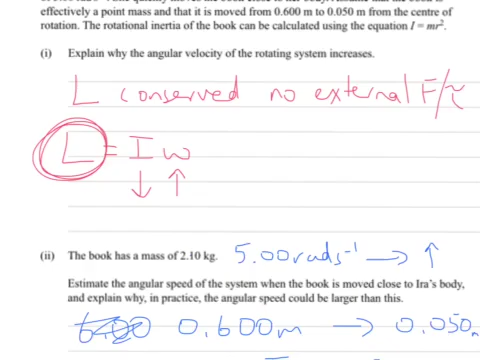 effectively a point mass and that it is moved from 0.600 m to 0.050 m from the centre of
rotation. The rotational inertia of the book can be calculated using the equation I = mr².
(i) Explain why the angular velocity of the rotating system increases.
L conserved no external F/τ
L = I ω
↓ ↑
(ii) The book has a mass of 2.10 kg. 5.00 rads⁻¹ → ↑
Estimate the angular speed of the system when the book is moved close to Ira's body,
and explain why, in practice, the angular speed could be larger than this.
0.600m → 0.050m